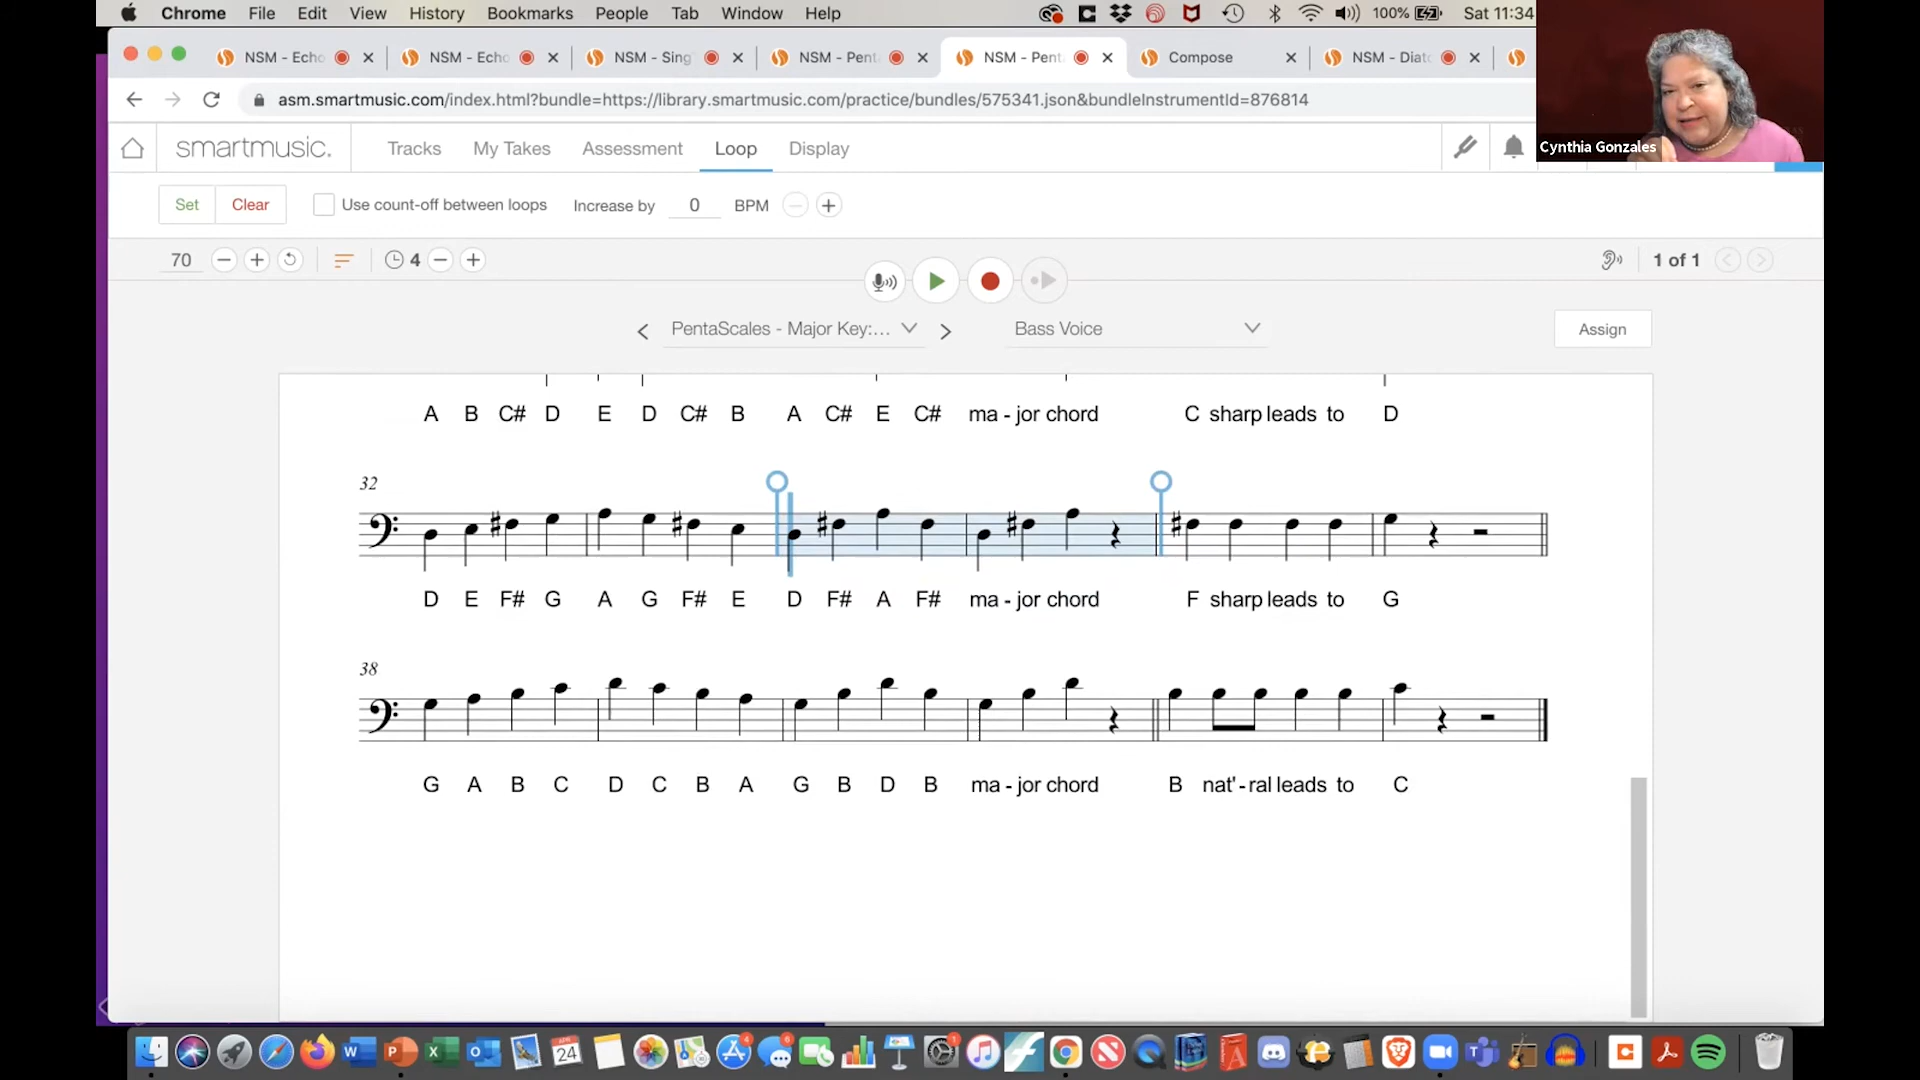 Chrome File Edit View History Bookmarks People Tab Window Help 100% Sat 11:34
NSM - Echo NSM - Echo NSM - Sing NSM - Pent NSM - Pent Compose NSM - Diato
asm.smartmusic.com/index.html?bundle=https://library.smartmusic.com/practice/bundles/575341.json&bundleInstrumentId=876814
Cynthia Gonzales
smartmusic. Tracks My Takes Assessment Loop Display
Set Clear Use count-off between loops Increase by 0 BPM
70 4 1 of 1
PentaScales - Major Key:... Bass Voice Assign
A B C# D E D C# B A C# E C# ma - jor chord C sharp leads to D
32
D E F# G A G F# E D F# A F# ma - jor chord F sharp leads to G
38
G A B C D C B A G B D B ma - jor chord B nat' - ral leads to C
24